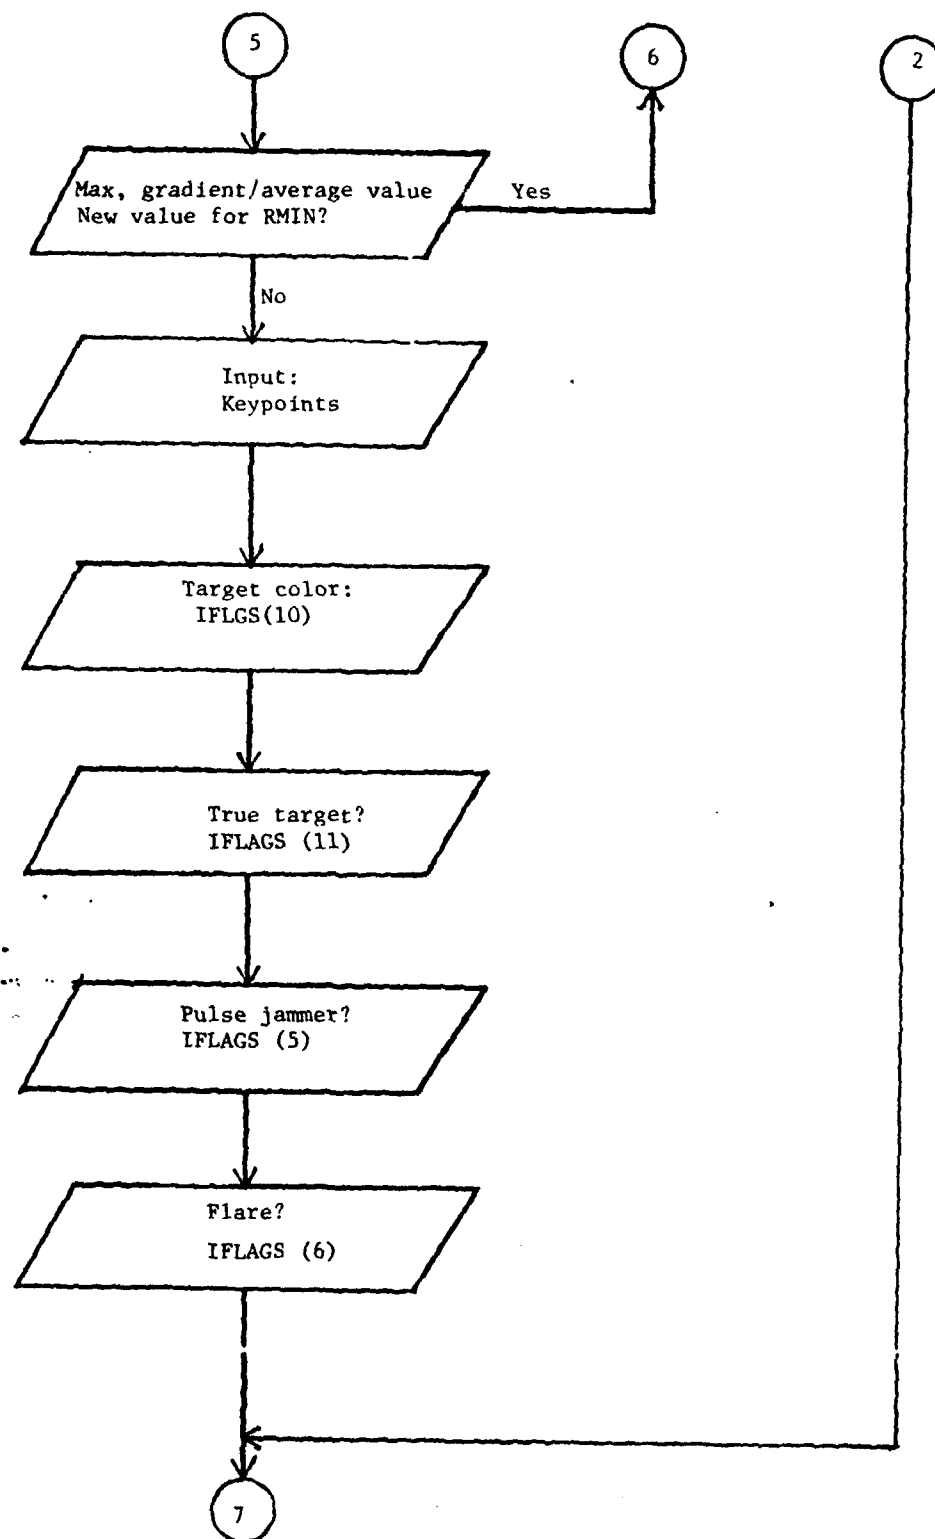 5
6
2
Max, gradient/average value
New value for RMIN?
Yes
No
Input:
Keypoints
Target color:
IFLGS(10)
True target?
IFLAGS (11)
Pulse jammer?
IFLAGS (5)
Flare?
IFLAGS (6)
7